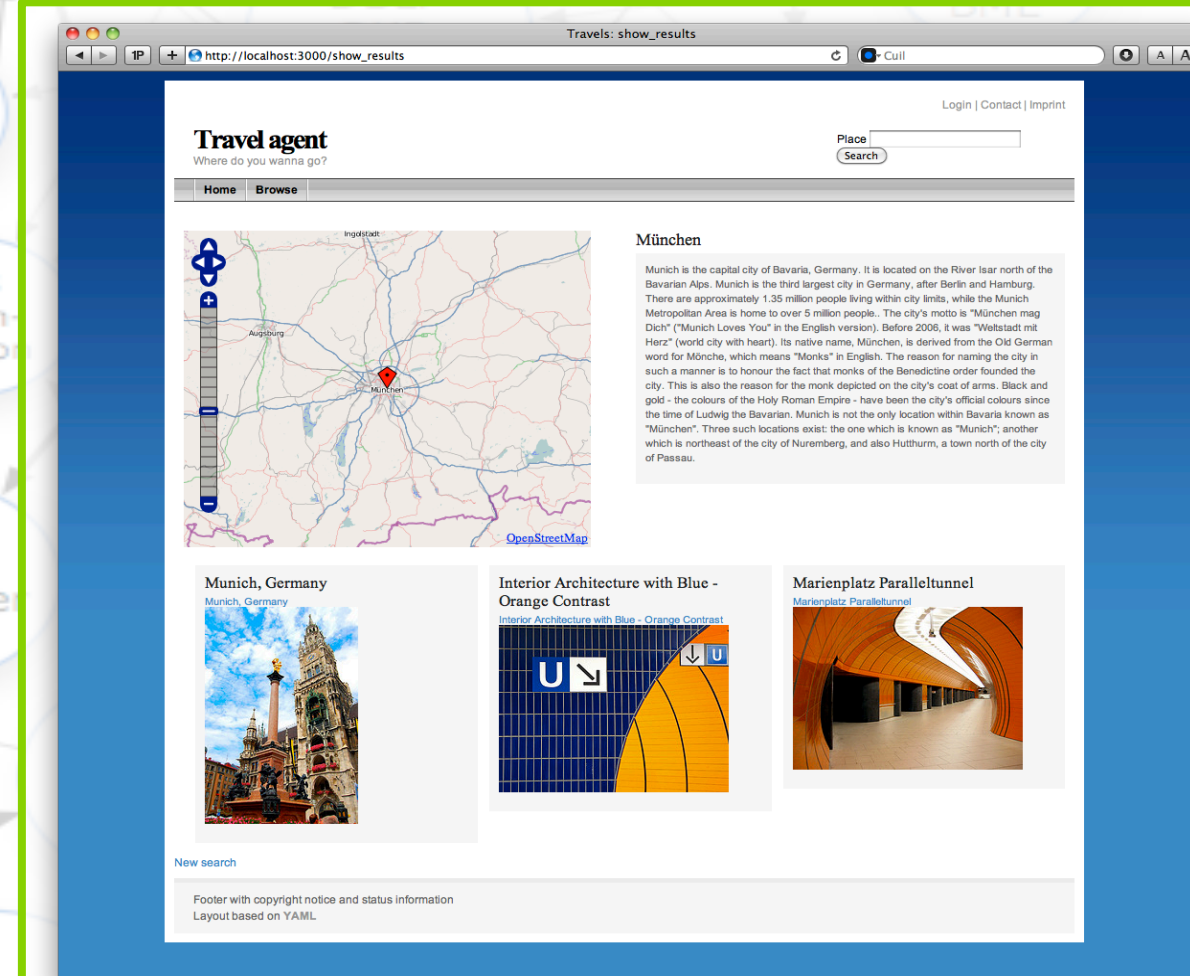 Travels: show_results
1P
+
http://localhost:3000/show_results
Cuil
A
A
Login | Contact | Imprint
Travel agent
Where do you wanna go?
Place
Search
Home Browse
Ingolstadt
Augsburg
München
OpenStreetMap
München
Munich is the capital city of Bavaria, Germany. It is located on the River Isar north of the
Bavarian Alps. Munich is the third largest city in Germany, after Berlin and Hamburg.
There are approximately 1.35 million people living within city limits, while the Munich
Metropolitan Area is home to over 5 million people.. The city's motto is "München mag
Dich" ("Munich Loves You" in the English version). Before 2006, it was "Weltstadt mit
Herz" (world city with heart). Its native name, München, is derived from the Old German
word for Mönche, which means "Monks" in English. The reason for naming the city in
such a manner is to honour the fact that monks of the Benedictine order founded the
city. This is also the reason for the monk depicted on the city's coat of arms. Black and
gold - the colours of the Holy Roman Empire - have been the city's official colours since
the time of Ludwig the Bavarian. Munich is not the only location within Bavaria known as
"München". Three such locations exist: the one which is known as "Munich"; another
which is northeast of the city of Nuremberg, and also Hutthurm, a town north of the city
of Passau.
Munich, Germany
Munich, Germany
Interior Architecture with Blue -
Orange Contrast
Interior Architecture with Blue - Orange Contrast
U
U
Marienplatz Paralleltunnel
Marienplatz Paralleltunnel
New search
Footer with copyright notice and status information
Layout based on YAML